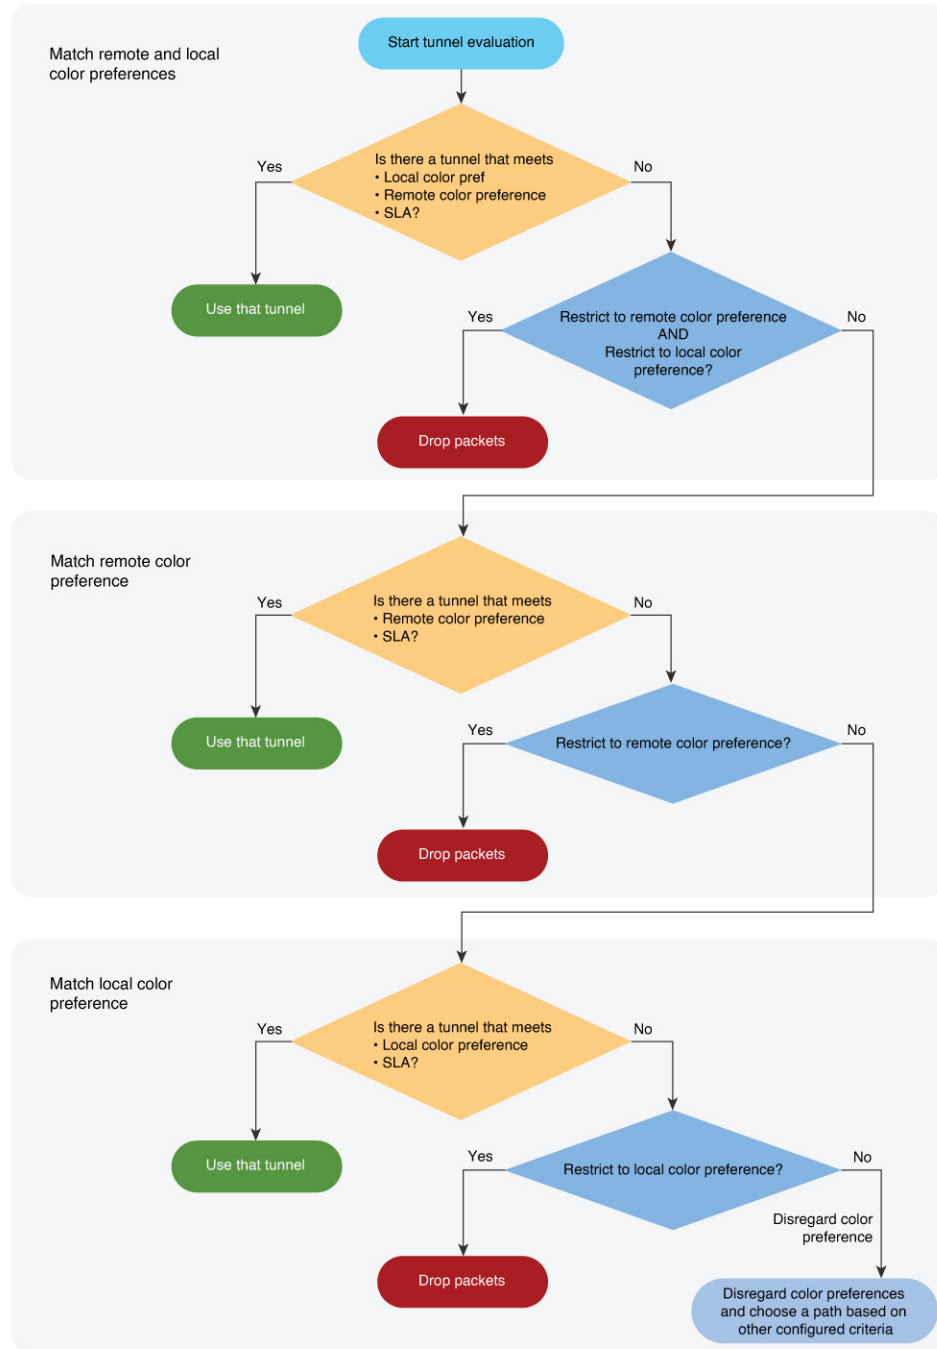 Match remote and local
color preferences
Start tunnel evaluation
Is there a tunnel that meets
• Local color pref
• Remote color preference
• SLA?
Yes
No
Use that tunnel
Restrict to remote color preference
AND
Restrict to local color
preference?
Yes
No
Drop packets
Match remote color
preference
Is there a tunnel that meets
• Remote color preference
• SLA?
Yes
No
Use that tunnel
Restrict to remote color preference?
Yes
No
Drop packets
Match local color
preference
Is there a tunnel that meets
• Local color preference
• SLA?
Yes
No
Use that tunnel
Restrict to local color preference?
Yes
No
Disregard color
preference
Drop packets
Disregard color preferences
and choose a path based on
other configured criteria